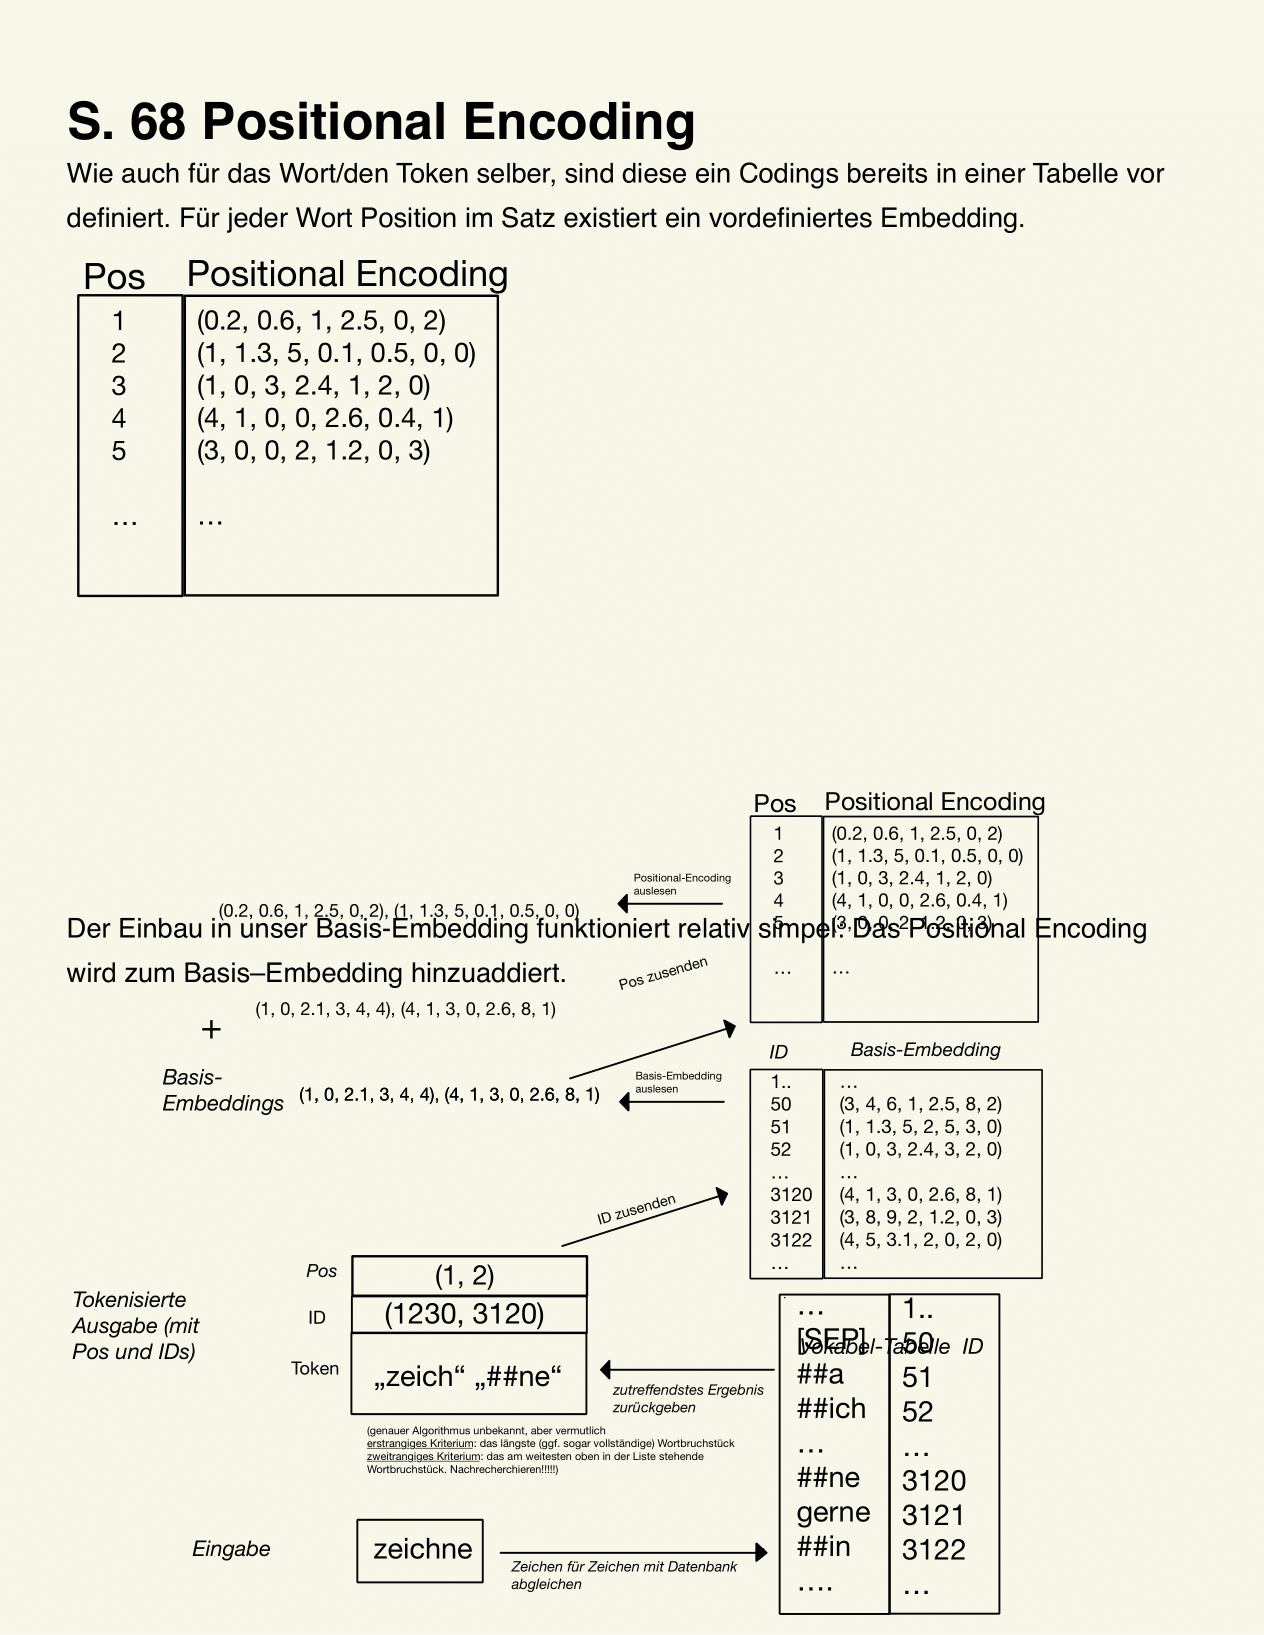 S. 68 Positional Encoding
Wie auch für das Wort/den Token selber, sind diese ein Codings bereits in einer Tabelle vor
definiert. Für jeder Wort Position im Satz existiert ein vordefiniertes Embedding.
Pos Positional Encoding
1 (0.2, 0.6, 1, 2.5, 0, 2)
2 (1, 1.3, 5, 0.1, 0.5, 0, 0)
3 (1, 0, 3, 2.4, 1, 2, 0)
4 (4, 1, 0, 0, 2.6, 0.4, 1)
5 (3, 0, 0, 2, 1.2, 0, 3)
... ...
Pos Positional Encoding
1 (0.2, 0.6, 1, 2.5, 0, 2)
2 (1, 1.3, 5, 0.1, 0.5, 0, 0)
3 (1, 0, 3, 2.4, 1, 2, 0)
4 (4, 1, 0, 0, 2.6, 0.4, 1)
5 (3, 0, 0, 2, 1.2, 0, 3)
... ...
Positional-Encoding
auslesen
(0.2, 0.6, 1, 2.5, 0, 2), (1, 1.3, 5, 0.1, 0.5, 0, 0)
Der Einbau in unser Basis-Embedding funktioniert relativ simpel: Das Positional Encoding
wird zum Basis–Embedding hinzuaddiert.
Pos zusenden
(1, 0, 2.1, 3, 4, 4), (4, 1, 3, 0, 2.6, 8, 1)
+
Basis-
Embeddings (1, 0, 2.1, 3, 4, 4), (4, 1, 3, 0, 2.6, 8, 1)
Basis-Embedding
auslesen
ID Basis-Embedding
1.. ...
50 (3, 4, 6, 1, 2.5, 8, 2)
51 (1, 1.3, 5, 2, 5, 3, 0)
52 (1, 0, 3, 2.4, 3, 2, 0)
... ...
3120 (4, 1, 3, 0, 2.6, 8, 1)
3121 (3, 8, 9, 2, 1.2, 0, 3)
3122 (4, 5, 3.1, 2, 0, 2, 0)
... ...
ID zusenden
Tokenisierte
Ausgabe (mit
Pos und IDs)
Pos (1, 2)
ID (1230, 3120)
Token „zeich“ „##ne“
zutreffendstes Ergebnis
zurückgeben
(genauer Algorithmus unbekannt, aber vermutlich
erstrangiges Kriterium: das längste (ggf. sogar vollständige) Wortbruchstück
zweitrangiges Kriterium: das am weitesten oben in der Liste stehende
Wortbruchstück. Nachrecherchieren!!!!!)
Vokabel-Tabelle ID
... 1..
[SEP] 50
##a 51
##ich 52
... ...
##ne 3120
gerne 3121
##in 3122
.... ...
Eingabe zeichne
Zeichen für Zeichen mit Datenbank
abgleichen